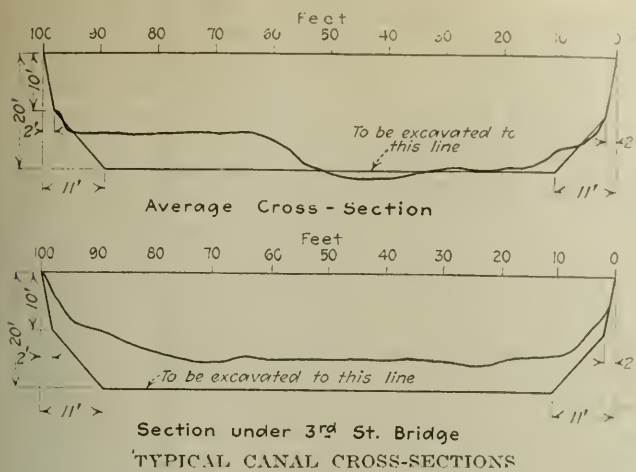 Feet
100 90 80 70 60 50 40 30 20 10 0
10'
20'
2'
To be excavated to
this line
2
11'
11'
Average Cross-Section
Feet
100 90 80 70 60 50 40 30 20 10 0
10'
20'
2'
2
To be excavated to this line
11'
11'
Section under 3rd St. Bridge
TYPICAL CANAL CROSS-SECTIONS